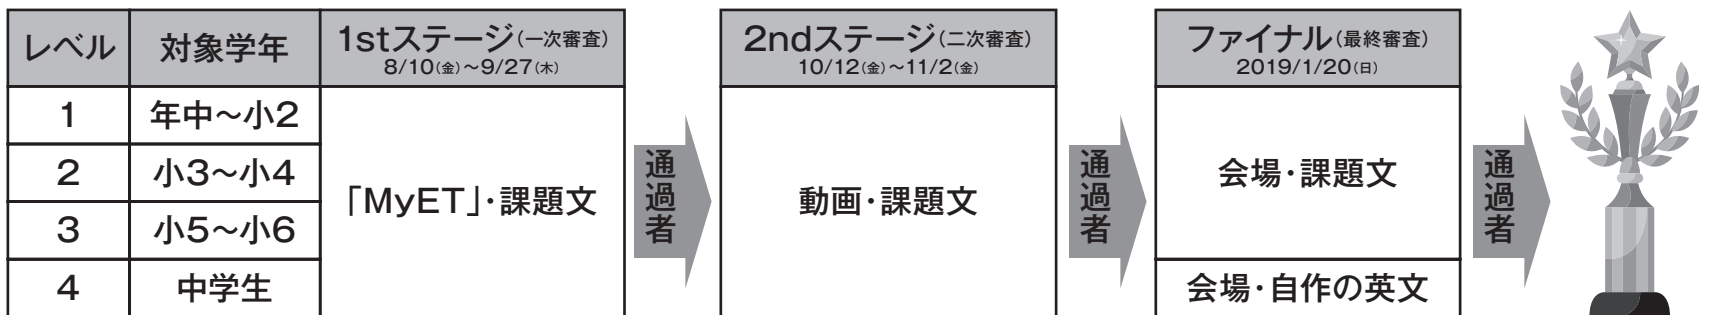 レベル
対象学年
1stステージ(一次審査)
8/10(金)～9/27(木)
2ndステージ(二次審査)
10/12(金)～11/2(金)
ファイナル(最終審査)
2019/1/20(日)
1
年中～小2
2
小3～小4
3
小5～小6
4
中学生
「MyET」・課題文
通過者
動画・課題文
通過者
会場・課題文
会場・自作の英文
通過者